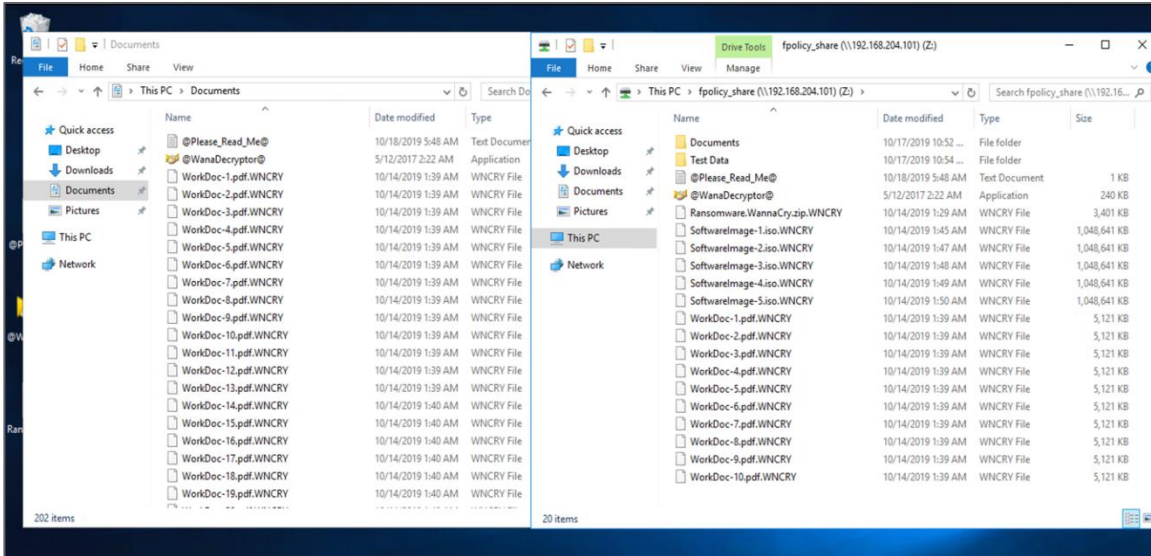 Documents
File Home Share View
This PC > Documents
Search Do
Name Date modified Type
Quick access
Desktop
Downloads
Documents
Pictures
This PC
Network
@Please_Read_Me@ 10/18/2019 5:48 AM Text Documen
@WanaDecryptor@ 5/12/2017 2:22 AM Application
WorkDoc-1.pdf.WNCRY 10/14/2019 1:39 AM WNCRY File
WorkDoc-2.pdf.WNCRY 10/14/2019 1:39 AM WNCRY File
WorkDoc-3.pdf.WNCRY 10/14/2019 1:39 AM WNCRY File
WorkDoc-4.pdf.WNCRY 10/14/2019 1:39 AM WNCRY File
WorkDoc-5.pdf.WNCRY 10/14/2019 1:39 AM WNCRY File
WorkDoc-6.pdf.WNCRY 10/14/2019 1:39 AM WNCRY File
WorkDoc-7.pdf.WNCRY 10/14/2019 1:39 AM WNCRY File
WorkDoc-8.pdf.WNCRY 10/14/2019 1:39 AM WNCRY File
WorkDoc-9.pdf.WNCRY 10/14/2019 1:39 AM WNCRY File
WorkDoc-10.pdf.WNCRY 10/14/2019 1:39 AM WNCRY File
WorkDoc-11.pdf.WNCRY 10/14/2019 1:39 AM WNCRY File
WorkDoc-12.pdf.WNCRY 10/14/2019 1:39 AM WNCRY File
WorkDoc-13.pdf.WNCRY 10/14/2019 1:39 AM WNCRY File
WorkDoc-14.pdf.WNCRY 10/14/2019 1:40 AM WNCRY File
WorkDoc-15.pdf.WNCRY 10/14/2019 1:40 AM WNCRY File
WorkDoc-16.pdf.WNCRY 10/14/2019 1:40 AM WNCRY File
WorkDoc-17.pdf.WNCRY 10/14/2019 1:40 AM WNCRY File
WorkDoc-18.pdf.WNCRY 10/14/2019 1:40 AM WNCRY File
WorkDoc-19.pdf.WNCRY 10/14/2019 1:40 AM WNCRY File
202 items
Drive Tools fpolicy_share (\\192.168.204.101) (Z:)
File Home Share View Manage
This PC > fpolicy_share (\\192.168.204.101) (Z:) >
Search fpolicy_share (\\192.16...
Name Date modified Type Size
Quick access
Desktop
Downloads
Documents
Pictures
This PC
Network
Documents 10/17/2019 10:52 ... File folder
Test Data 10/17/2019 10:54 ... File folder
@Please_Read_Me@ 10/18/2019 5:48 AM Text Document 1 KB
@WanaDecryptor@ 5/12/2017 2:22 AM Application 240 KB
Ransomware.WannaCry.zip.WNCRY 10/14/2019 1:29 AM WNCRY File 3,401 KB
SoftwareImage-1.iso.WNCRY 10/14/2019 1:45 AM WNCRY File 1,048,641 KB
SoftwareImage-2.iso.WNCRY 10/14/2019 1:47 AM WNCRY File 1,048,641 KB
SoftwareImage-3.iso.WNCRY 10/14/2019 1:48 AM WNCRY File 1,048,641 KB
SoftwareImage-4.iso.WNCRY 10/14/2019 1:49 AM WNCRY File 1,048,641 KB
SoftwareImage-5.iso.WNCRY 10/14/2019 1:50 AM WNCRY File 1,048,641 KB
WorkDoc-1.pdf.WNCRY 10/14/2019 1:39 AM WNCRY File 5,121 KB
WorkDoc-2.pdf.WNCRY 10/14/2019 1:39 AM WNCRY File 5,121 KB
WorkDoc-3.pdf.WNCRY 10/14/2019 1:39 AM WNCRY File 5,121 KB
WorkDoc-4.pdf.WNCRY 10/14/2019 1:39 AM WNCRY File 5,121 KB
WorkDoc-5.pdf.WNCRY 10/14/2019 1:39 AM WNCRY File 5,121 KB
WorkDoc-6.pdf.WNCRY 10/14/2019 1:39 AM WNCRY File 5,121 KB
WorkDoc-7.pdf.WNCRY 10/14/2019 1:39 AM WNCRY File 5,121 KB
WorkDoc-8.pdf.WNCRY 10/14/2019 1:39 AM WNCRY File 5,121 KB
WorkDoc-9.pdf.WNCRY 10/14/2019 1:39 AM WNCRY File 5,121 KB
WorkDoc-10.pdf.WNCRY 10/14/2019 1:39 AM WNCRY File 5,121 KB
20 items